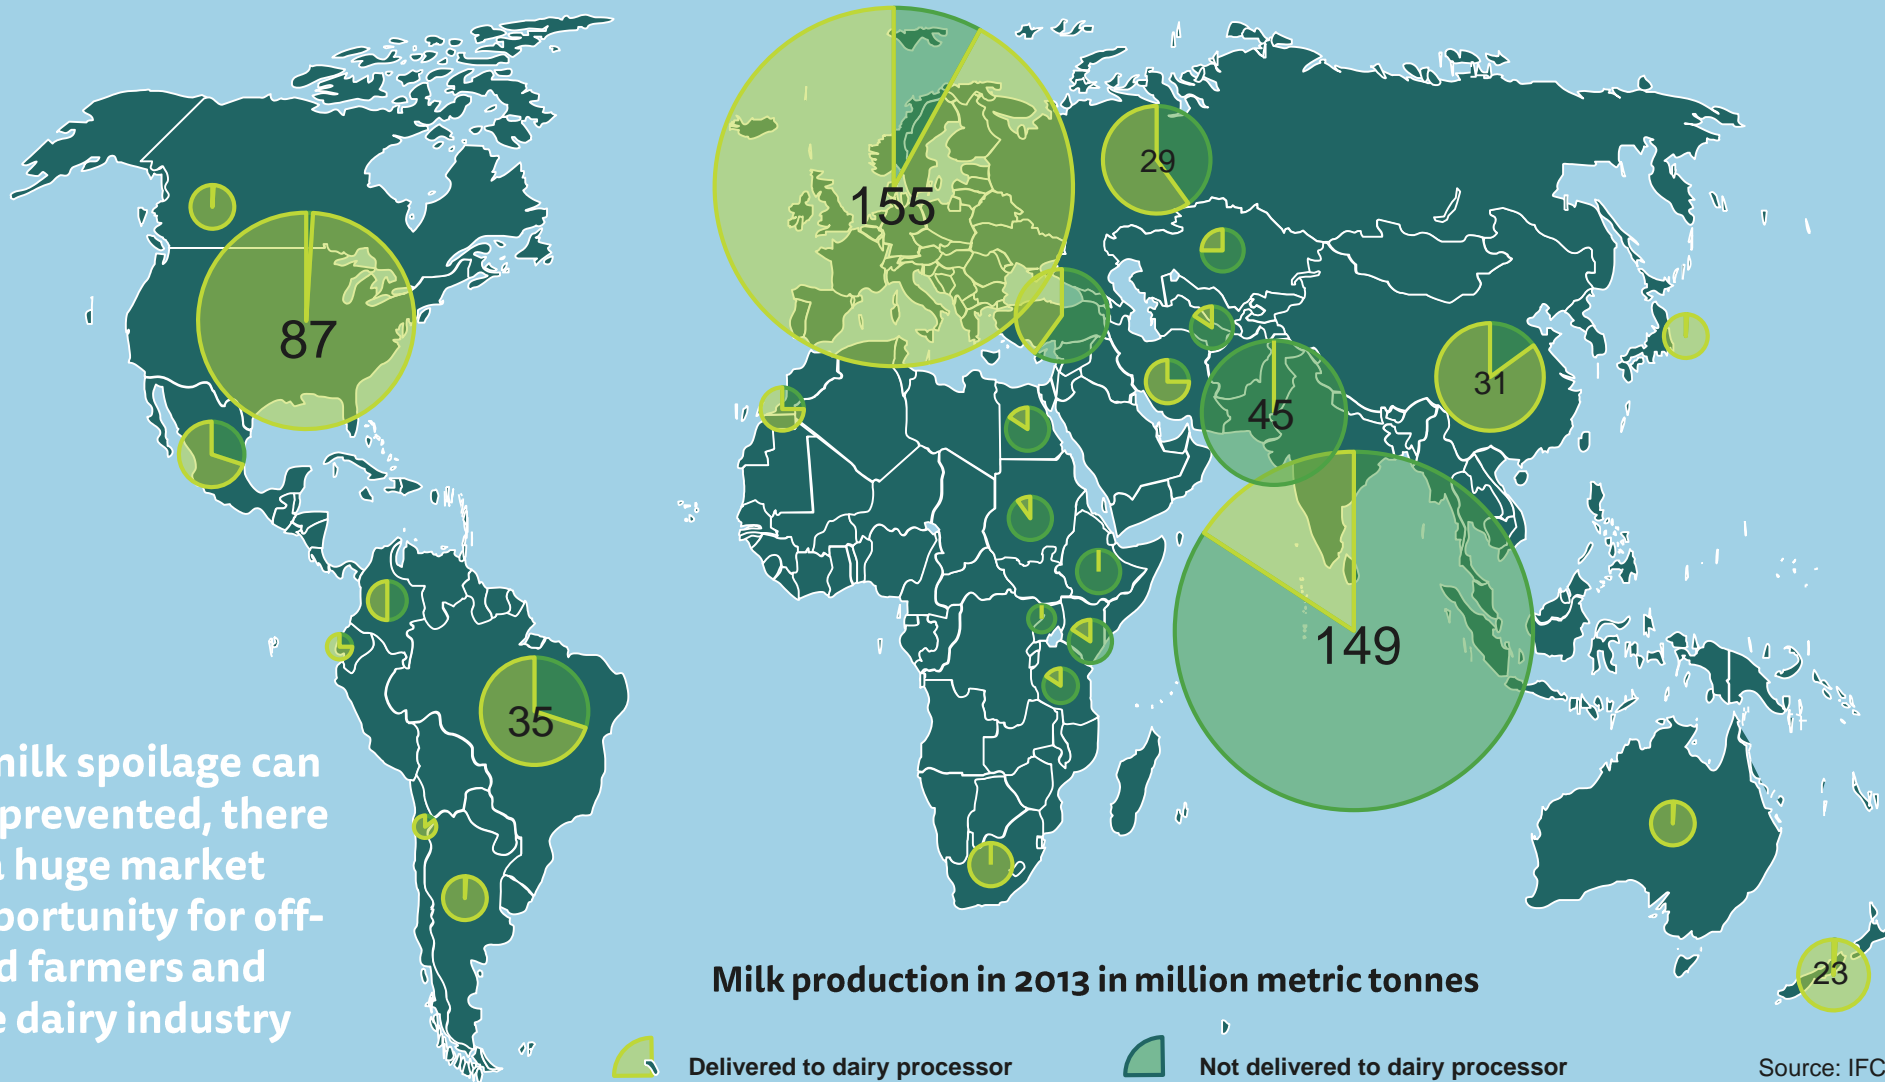 155
29
87
45
31
149
35
milk spoilage can
prevented, there
a huge market
portunity for off-
d farmers and
e dairy industry
23
Milk production in 2013 in million metric tonnes
Delivered to dairy processor
Not delivered to dairy processor
Source: IFC